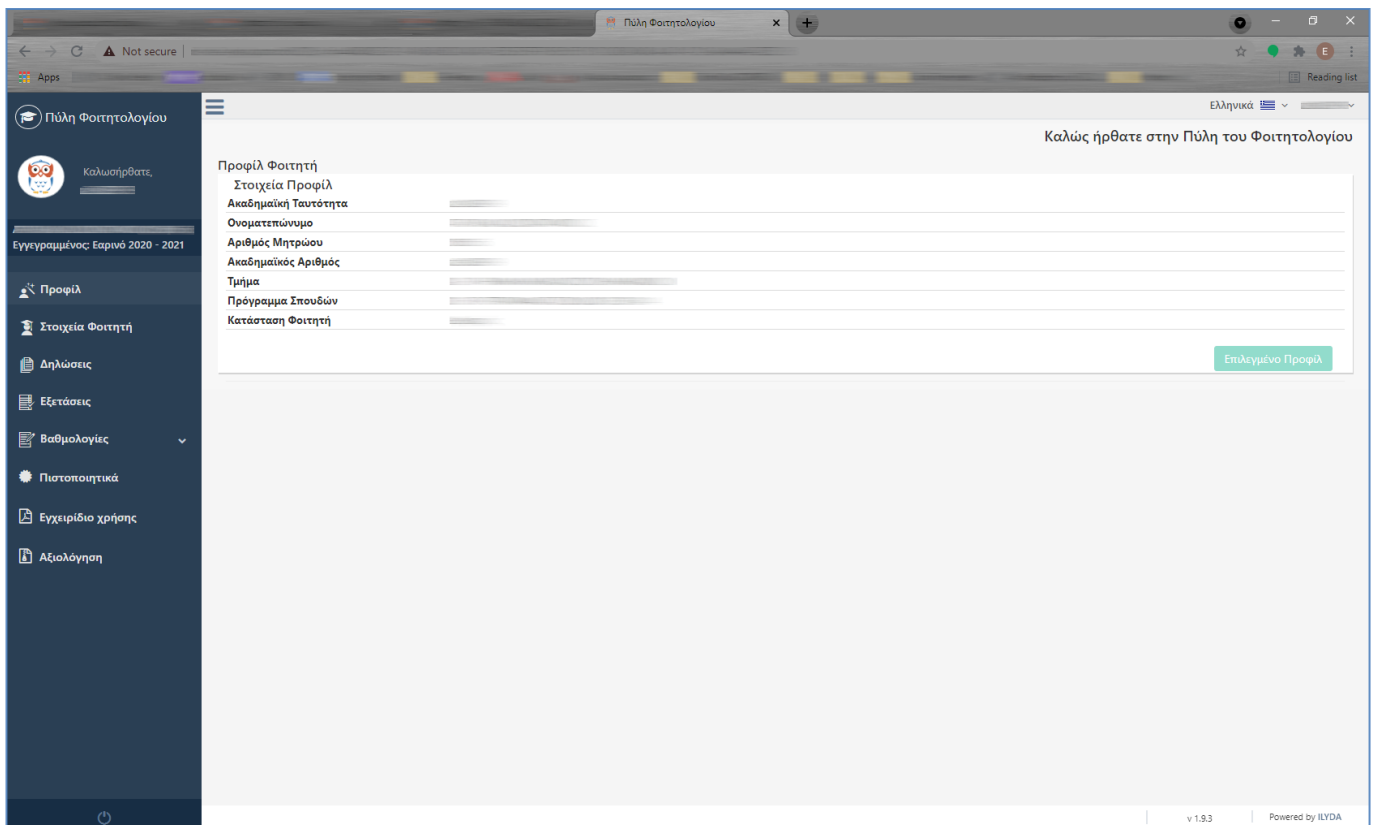 Πύλη Φοιτητολογίου
Not secure
E
Apps
Reading list
Πύλη Φοιτητολογίου
Ελληνικά
Καλώς ήρθατε στην Πύλη του Φοιτητολογίου
Καλωσήρθατε,
Εγγεγραμμένος: Εαρινό 2020 - 2021
Προφίλ
Στοιχεία Φοιτητή
Δηλώσεις
Εξετάσεις
Βαθμολογίες
Πιστοποιητικά
Εγχειρίδιο χρήσης
Αξιολόγηση
Προφίλ Φοιτητή
Στοιχεία Προφίλ
Ακαδημαϊκή Ταυτότητα
Ονοματεπώνυμο
Αριθμός Μητρώου
Ακαδημαϊκός Αριθμός
Τμήμα
Πρόγραμμα Σπουδών
Κατάσταση Φοιτητή
Επιλεγμένο Προφίλ
v 1.9.3
Powered by ILYDA